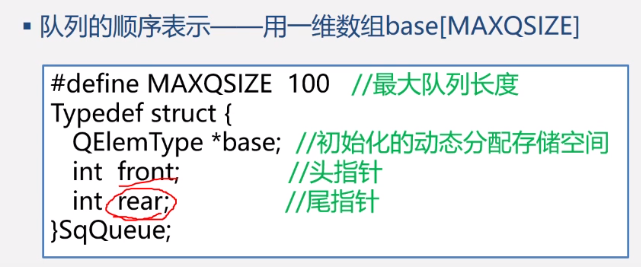 ▪ 队列的顺序表示——用一维数组base[MAXQSIZE]
#define MAXQSIZE 100 //最大队列长度
Typedef struct {
QElemType *base; //初始化的动态分配存储空间
int front; //头指针
int rear; //尾指针
}SqQueue;